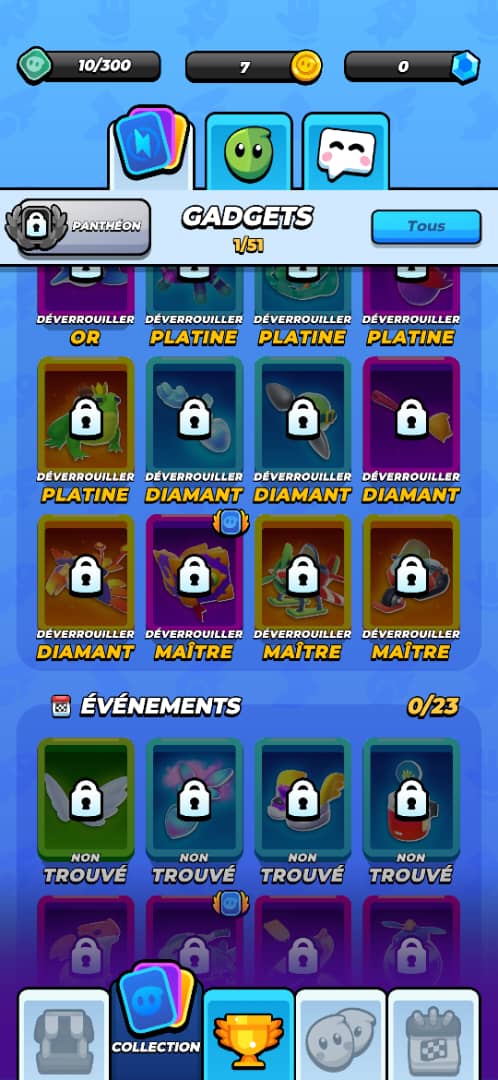 10/300 7 0
PANTHÉON GADGETS Tous
1/51
DÉVERROUILLER DÉVERROUILLER DÉVERROUILLER DÉVERROUILLER
OR PLATINE PLATINE PLATINE
DÉVERROUILLER DÉVERROUILLER DÉVERROUILLER DÉVERROUILLER
PLATINE DIAMANT DIAMANT DIAMANT
DÉVERROUILLER DÉVERROUILLER DÉVERROUILLER DÉVERROUILLER
DIAMANT MAÎTRE MAÎTRE MAÎTRE
ÉVÉNEMENTS 0/23
NON NON NON NON
TROUVÉ TROUVÉ TROUVÉ TROUVÉ
COLLECTION